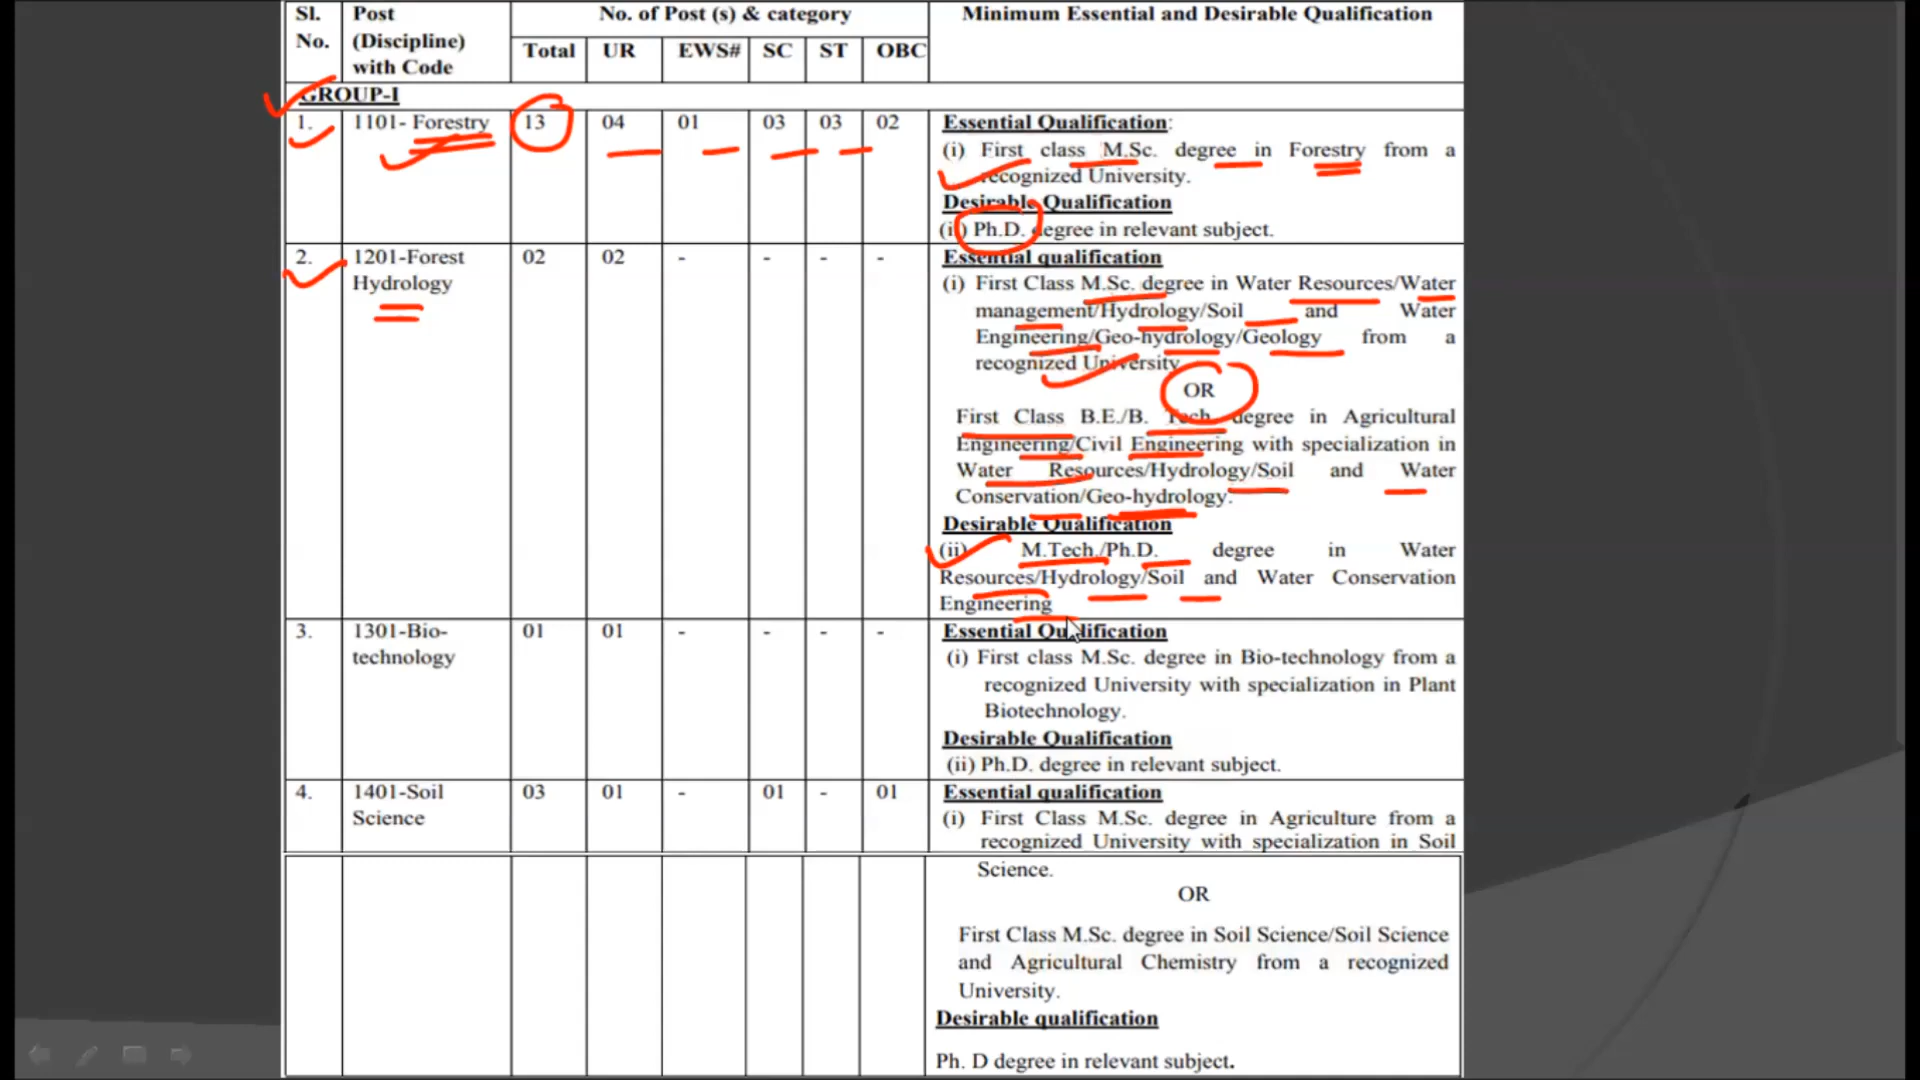 Sl. No.
Post (Discipline) with Code
No. of Post (s) & category
Minimum Essential and Desirable Qualification
Total UR EWS# SC ST OBC
GROUP-I
1. 1101- Forestry 13 04 01 03 03 02
Essential Qualification:
(i) First class M.Sc. degree in Forestry from a
recognized University.
Desirable Qualification
(ii) Ph.D. degree in relevant subject.
2. 1201-Forest Hydrology 02 02 - - - -
Essential qualification
(i) First Class M.Sc. degree in Water Resources/Water
management/Hydrology/Soil and Water
Engineering/Geo-hydrology/Geology from a
recognized University
OR
First Class B.E./B. Tech degree in Agricultural
Engineering/Civil Engineering with specialization in
Water Resources/Hydrology/Soil and Water
Conservation/Geo-hydrology.
Desirable Qualification
(ii) M.Tech./Ph.D. degree in Water
Resources/Hydrology/Soil and Water Conservation
Engineering
3. 1301-Bio-technology 01 01 - - - -
Essential Qualification
(i) First class M.Sc. degree in Bio-technology from a
recognized University with specialization in Plant
Biotechnology.
Desirable Qualification
(ii) Ph.D. degree in relevant subject.
4. 1401-Soil Science 03 01 - 01 - 01
Essential qualification
(i) First Class M.Sc. degree in Agriculture from a
recognized University with specialization in Soil
Science.
OR
First Class M.Sc. degree in Soil Science/Soil Science
and Agricultural Chemistry from a recognized
University.
Desirable qualification
Ph. D degree in relevant subject.